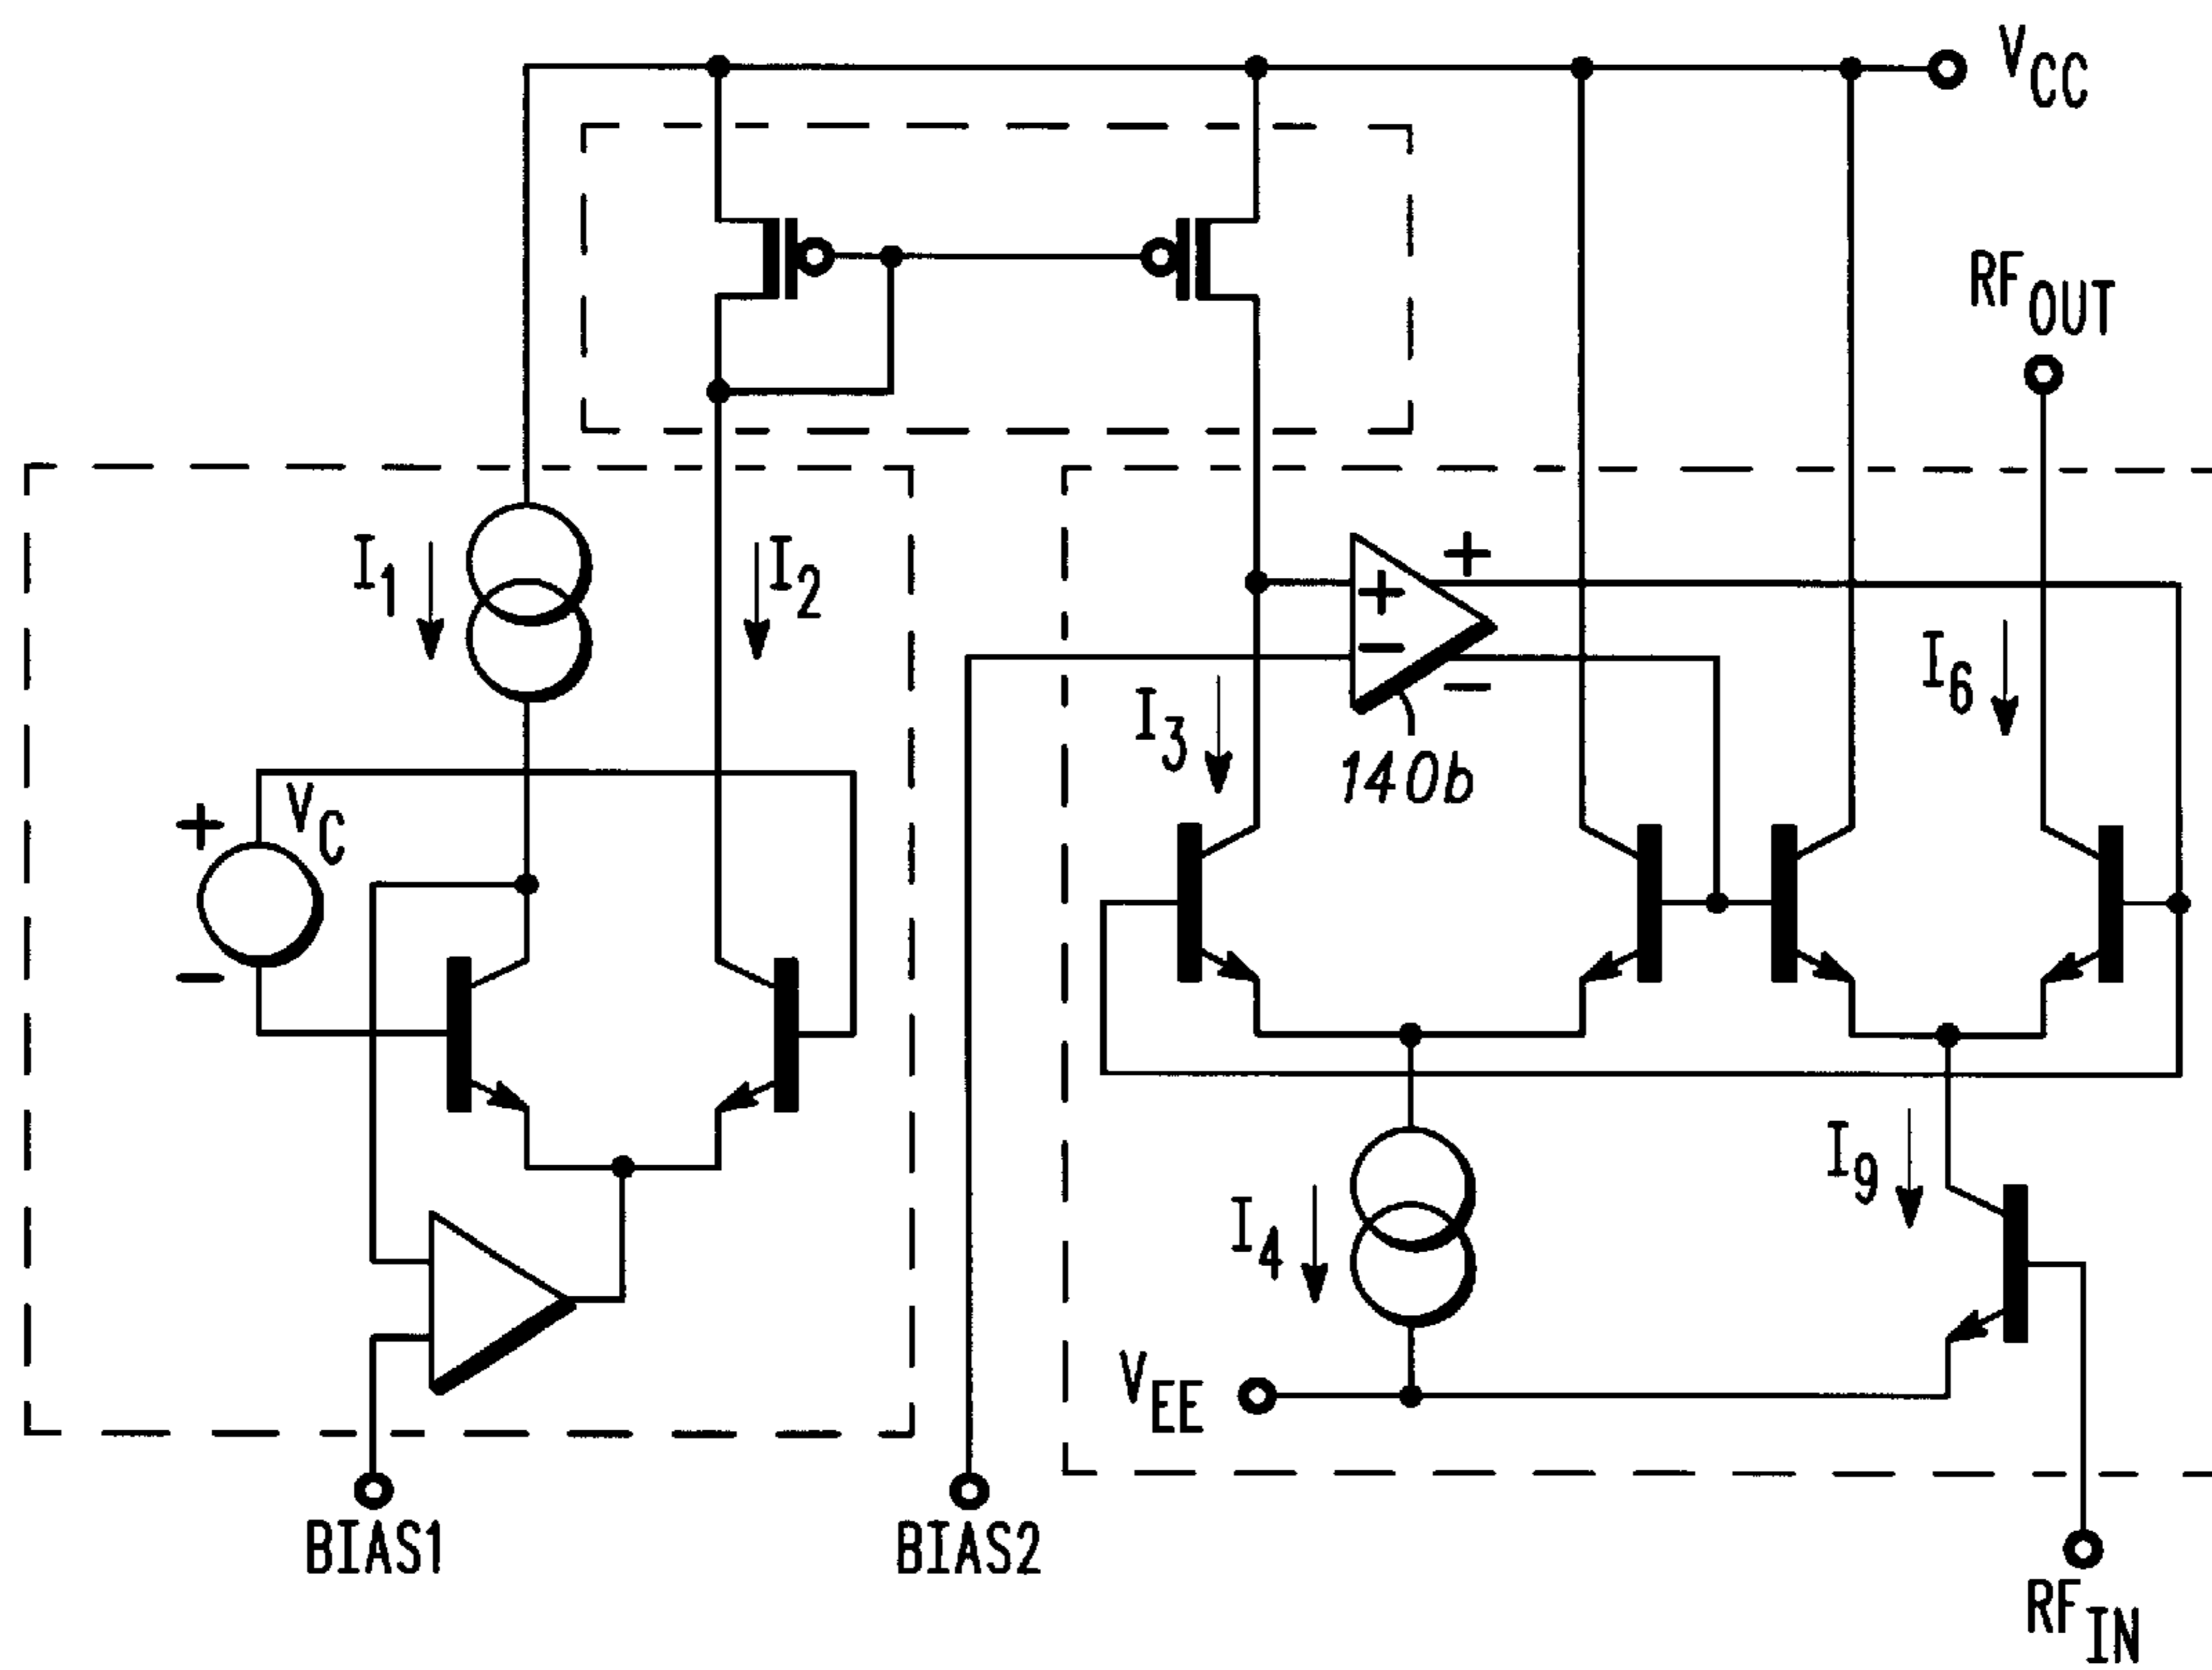 VCC
RFOUT
I1
I2
+
+
-
-
I3
140b
I6
+
VC
-
I9
I4
VEE
BIAS1
BIAS2
RFIN